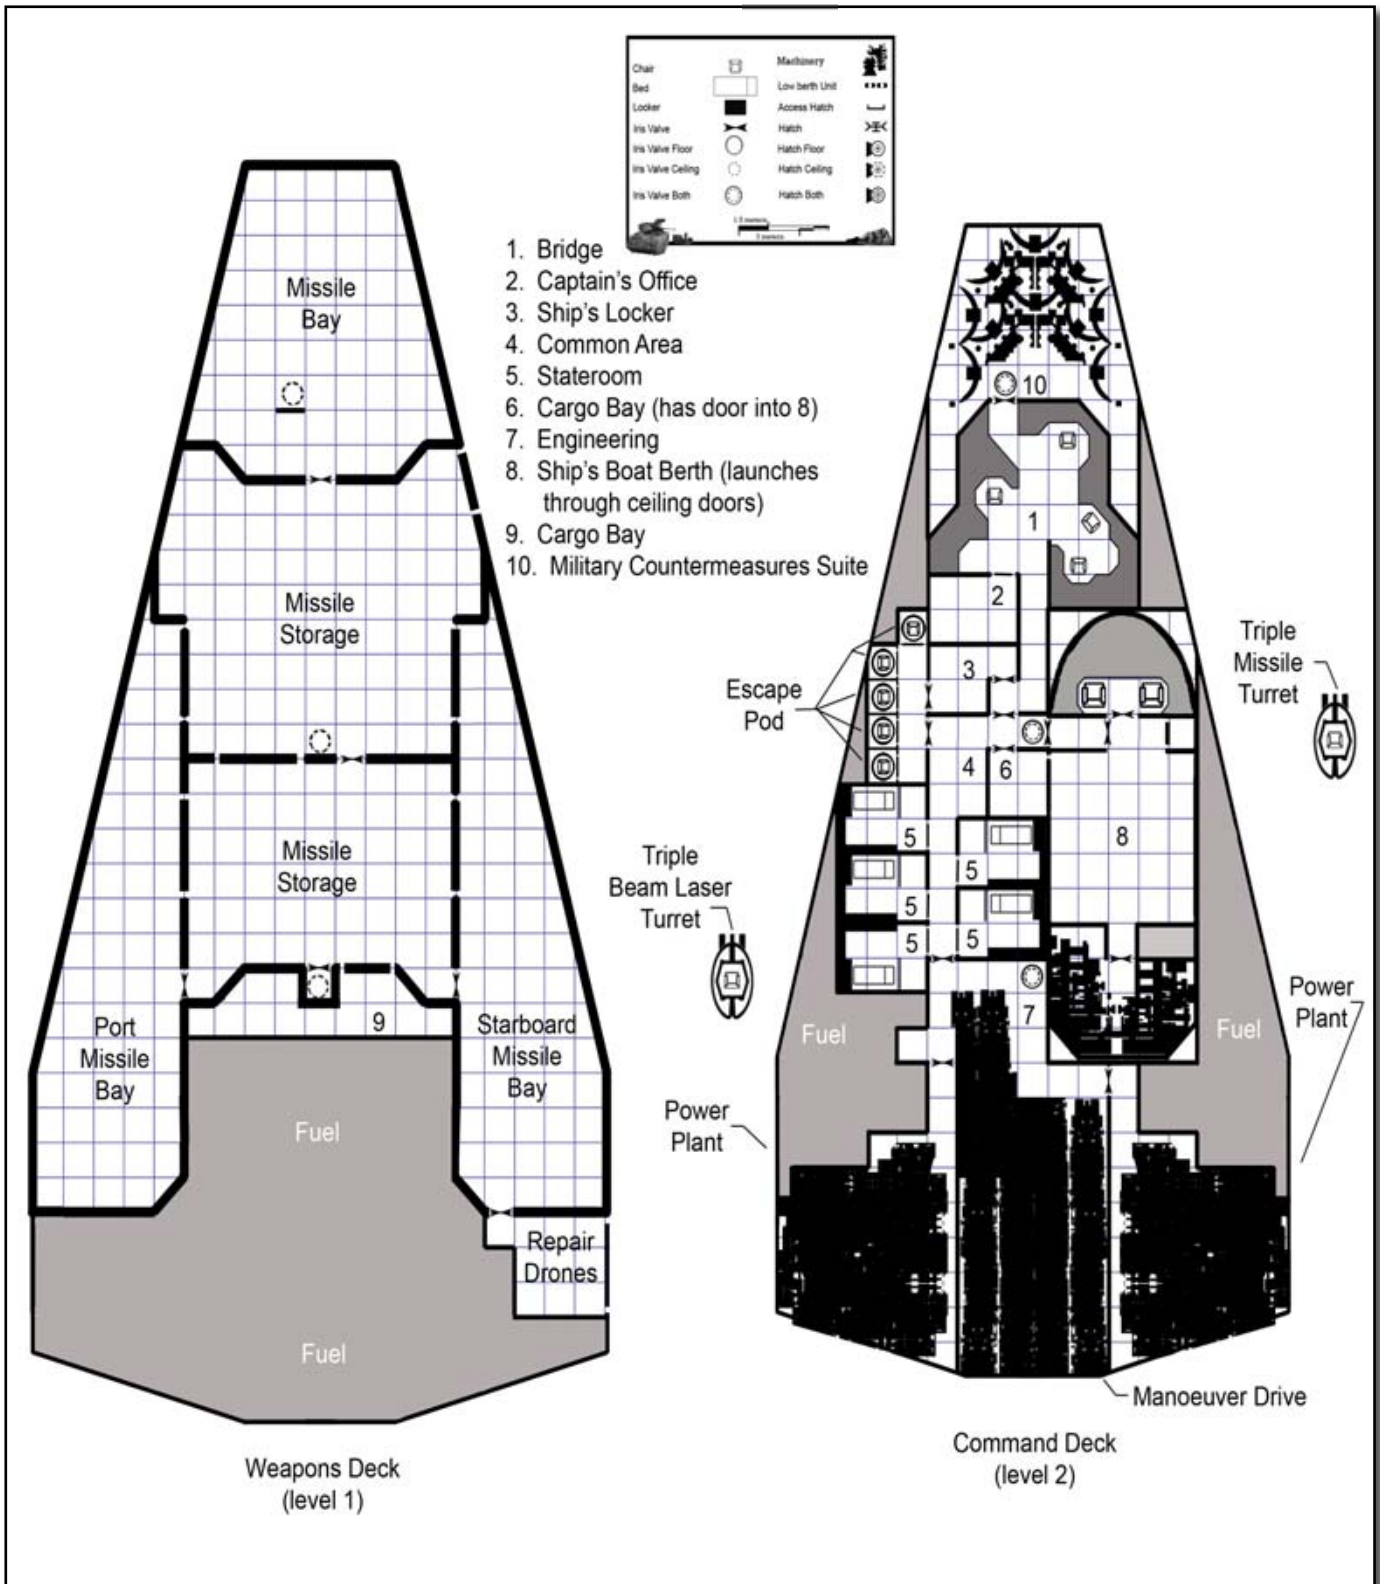 Chair
Machinery
Bed
Low berth Unit
Locker
Access Hatch
Iris Valve
Hatch
Iris Valve Floor
Hatch Floor
Iris Valve Ceiling
Hatch Ceiling
Iris Valve Both
Hatch Both
1.5 meters
3 meters
1. Bridge
2. Captain's Office
3. Ship's Locker
4. Common Area
5. Stateroom
6. Cargo Bay (has door into 8)
7. Engineering
8. Ship's Boat Berth (launches
through ceiling doors)
9. Cargo Bay
10. Military Countermeasures Suite
Missile
Bay
Missile
Storage
Missile
Storage
9
Port
Missile
Bay
Starboard
Missile
Bay
Fuel
Repair
Drones
Fuel
Weapons Deck
(level 1)
10
1
2
3
Escape
Pod
4
6
Triple
Missile
Turret
5
8
5
5
5
5
Triple
Beam Laser
Turret
7
Fuel
Fuel
Power
Plant
Power
Plant
Manoeuver Drive
Command Deck
(level 2)